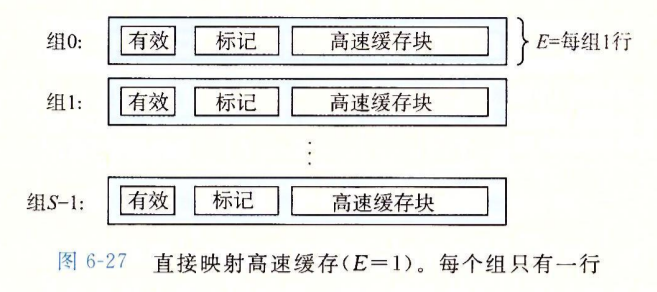 组0: 有效 标记 高速缓存块 E=每组1行
组1: 有效 标记 高速缓存块
⋮
组S-1: 有效 标记 高速缓存块
图 6-27 直接映射高速缓存(E=1)。每个组只有一行